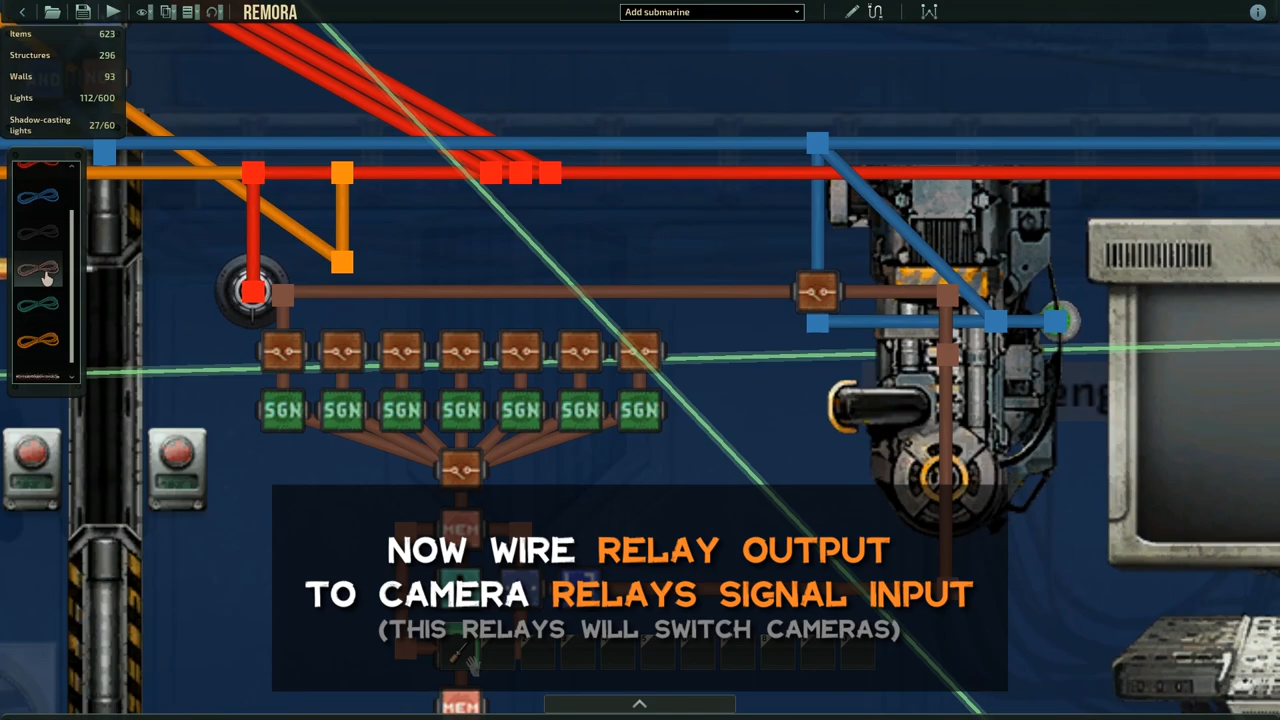 REMORA
Add submarine
Items 623
Structures 296
Walls 93
Lights 112/600
Shadow-casting lights 27/60
SGN SGN SGN SGN SGN SGN SGN
MEM
NOW WIRE RELAY OUTPUT
TO CAMERA RELAYS SIGNAL INPUT
(THIS RELAYS WILL SWITCH CAMERAS)
MEM